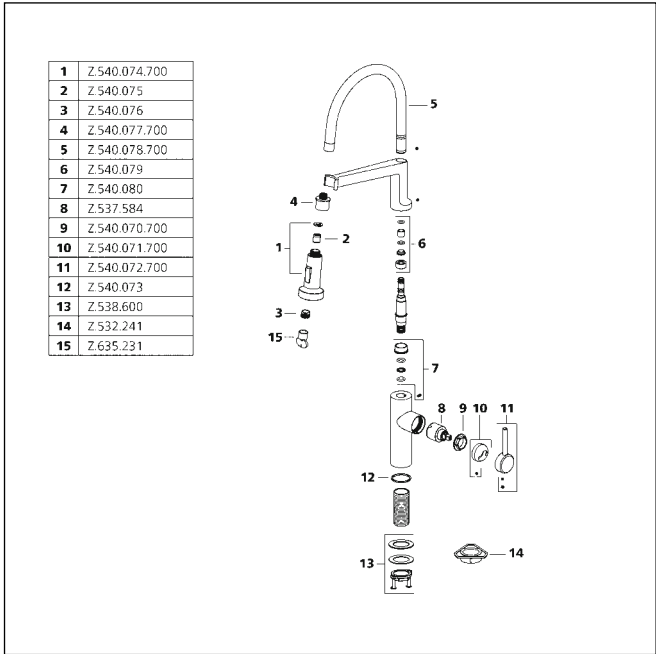 1 Z.540.074.700
2 Z.540.075
3 Z.540.076
4 Z.540.077.700
5 Z.540.078.700
6 Z.540.079
7 Z.540.080
8 Z.537.584
9 Z.540.070.700
10 Z.540.071.700
11 Z.540.072.700
12 Z.540.073
13 Z.538.600
14 Z.532.241
15 Z.635.231
5
4
1
2
6
3
15
7
8
9
10
11
12
13
14